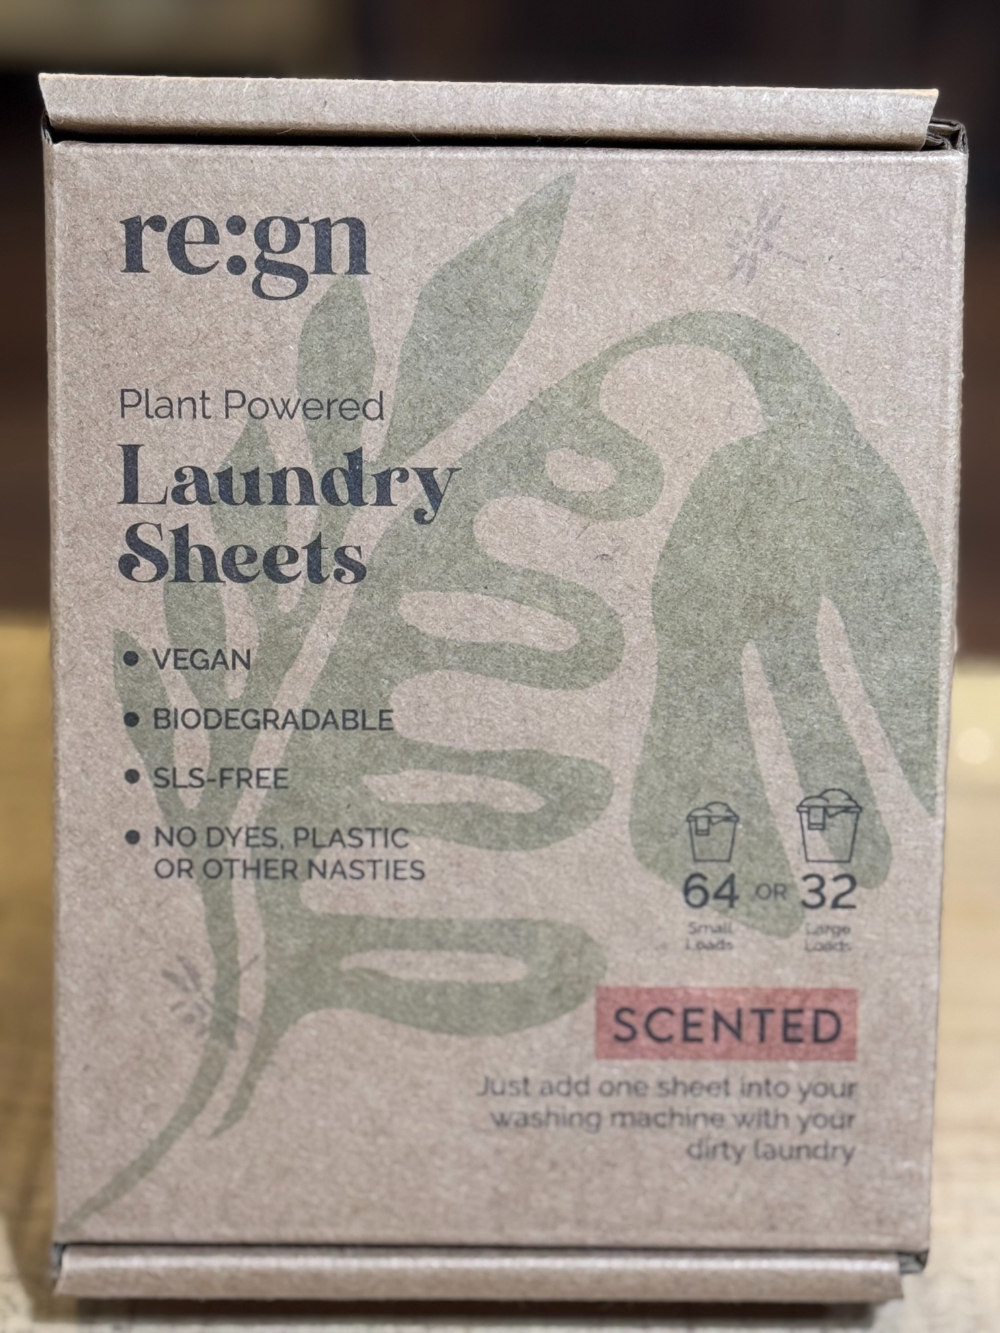 re:gn
Plant Powered
Laundry
Sheets
• VEGAN
• BIODEGRADABLE
• SLS-FREE
• NO DYES, PLASTIC
OR OTHER NASTIES
64 OR 32
Small Loads
Large Loads
SCENTED
Just add one sheet into your
washing machine with your
dirty laundry